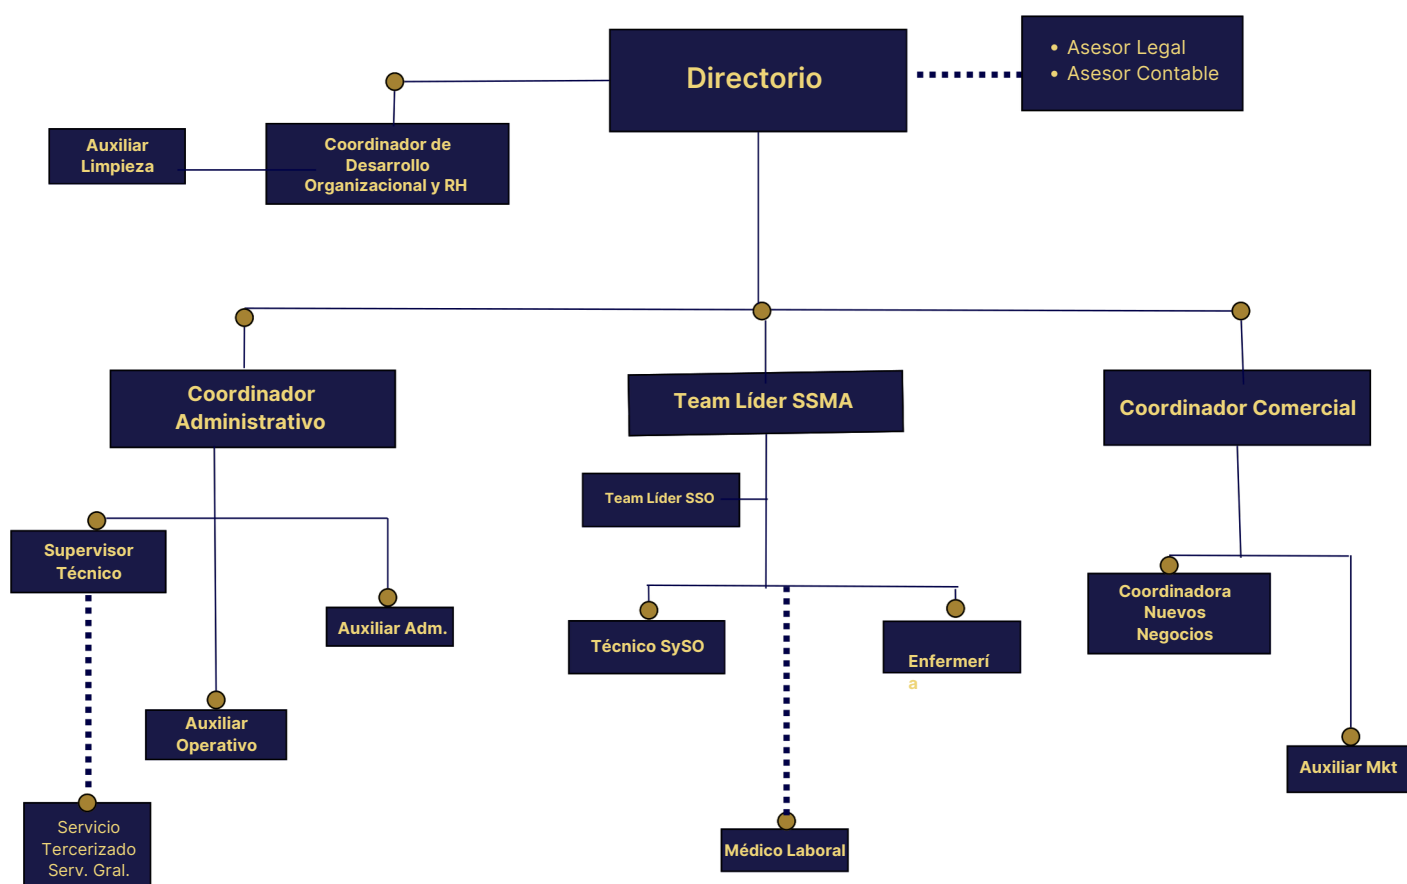 Directorio
• Asesor Legal
• Asesor Contable
Auxiliar
Limpieza
Coordinador de
Desarrollo
Organizacional y RH
Coordinador
Administrativo
Team Líder SSMA
Coordinador Comercial
Team Líder SSO
Supervisor
Técnico
Auxiliar Adm.
Técnico SySO
Enfermerí
a
Coordinadora
Nuevos
Negocios
Auxiliar
Operativo
Auxiliar Mkt
Servicio
Tercerizado
Serv. Gral.
Médico Laboral